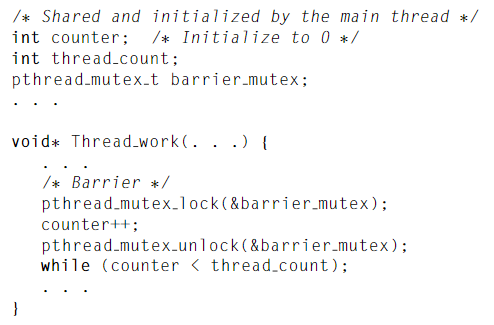 /* Shared and initialized by the main thread */
int counter;  /* Initialize to 0 */
int thread_count;
pthread_mutex_t barrier_mutex;
. . .

void* Thread_work(. . .) {
   . . .
   /* Barrier */
   pthread_mutex_lock(&barrier_mutex);
   counter++;
   pthread_mutex_unlock(&barrier_mutex);
   while (counter < thread_count);
   . . .
}